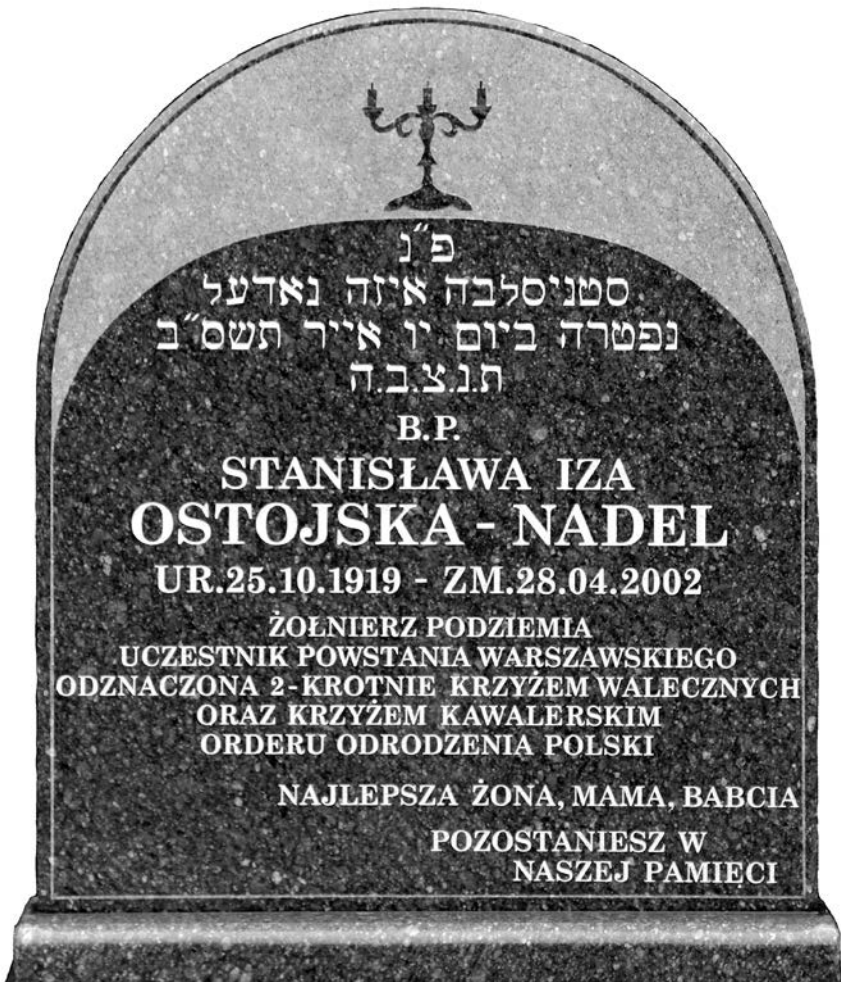 פ"נ
סטניסלבה איזה נאדעל
נפטרה ביום יו אייר תשס"ב
ת.נ.צ.ב.ה
B.P.
STANISŁAWA IZA
OSTOJSKA - NADEL
UR.25.10.1919 - ZM.28.04.2002
ŻOŁNIERZ PODZIEMIA
UCZESTNIK POWSTANIA WARSZAWSKIEGO
ODZNACZONA 2-KROTNIE KRZYŻEM WALECZNYCH
ORAZ KRZYŻEM KAWALERSKIM
ORDERU ODRODZENIA POLSKI
NAJLEPSZA ŻONA, MAMA, BABCIA
POZOSTANIESZ W
NASZEJ PAMIĘCI